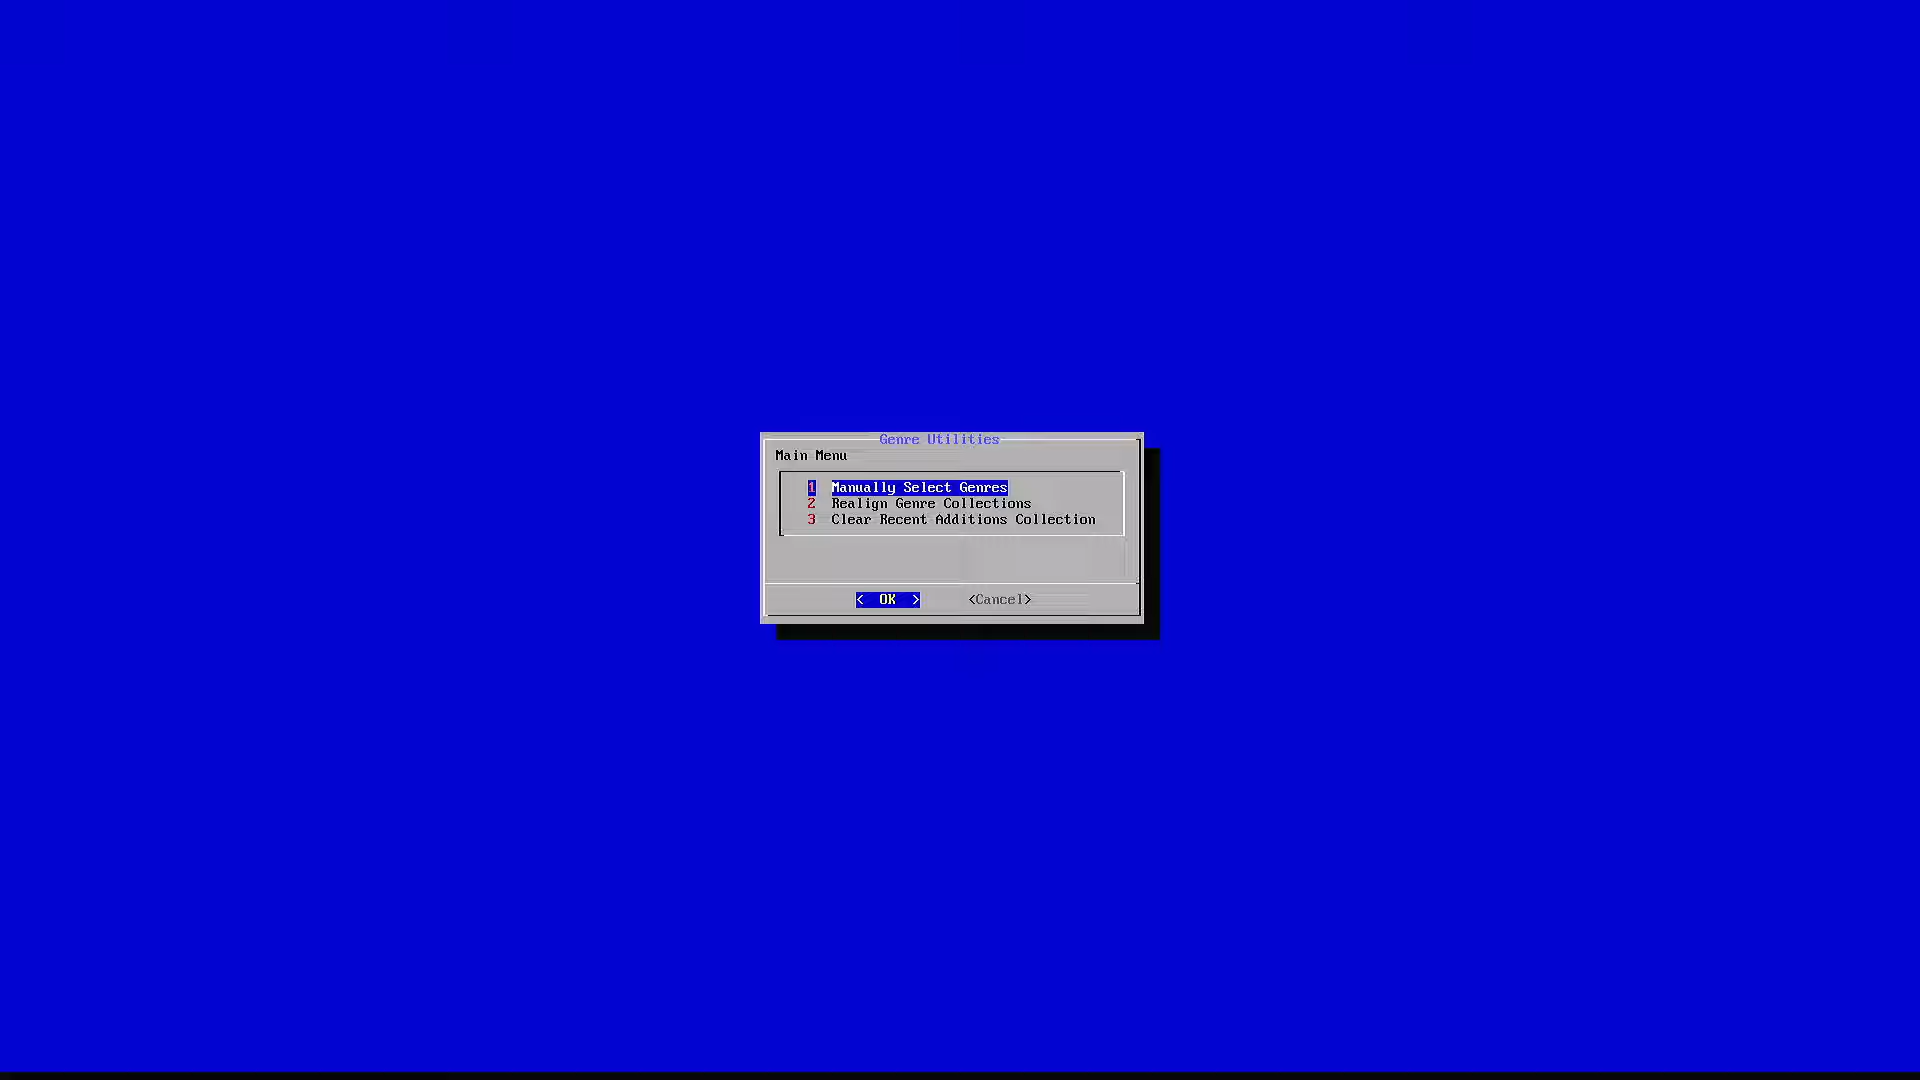 Genre Utilities
Main Menu
1 Manually Select Genres
2 Realign Genre Collections
3 Clear Recent Additions Collection
< OK > <Cancel>